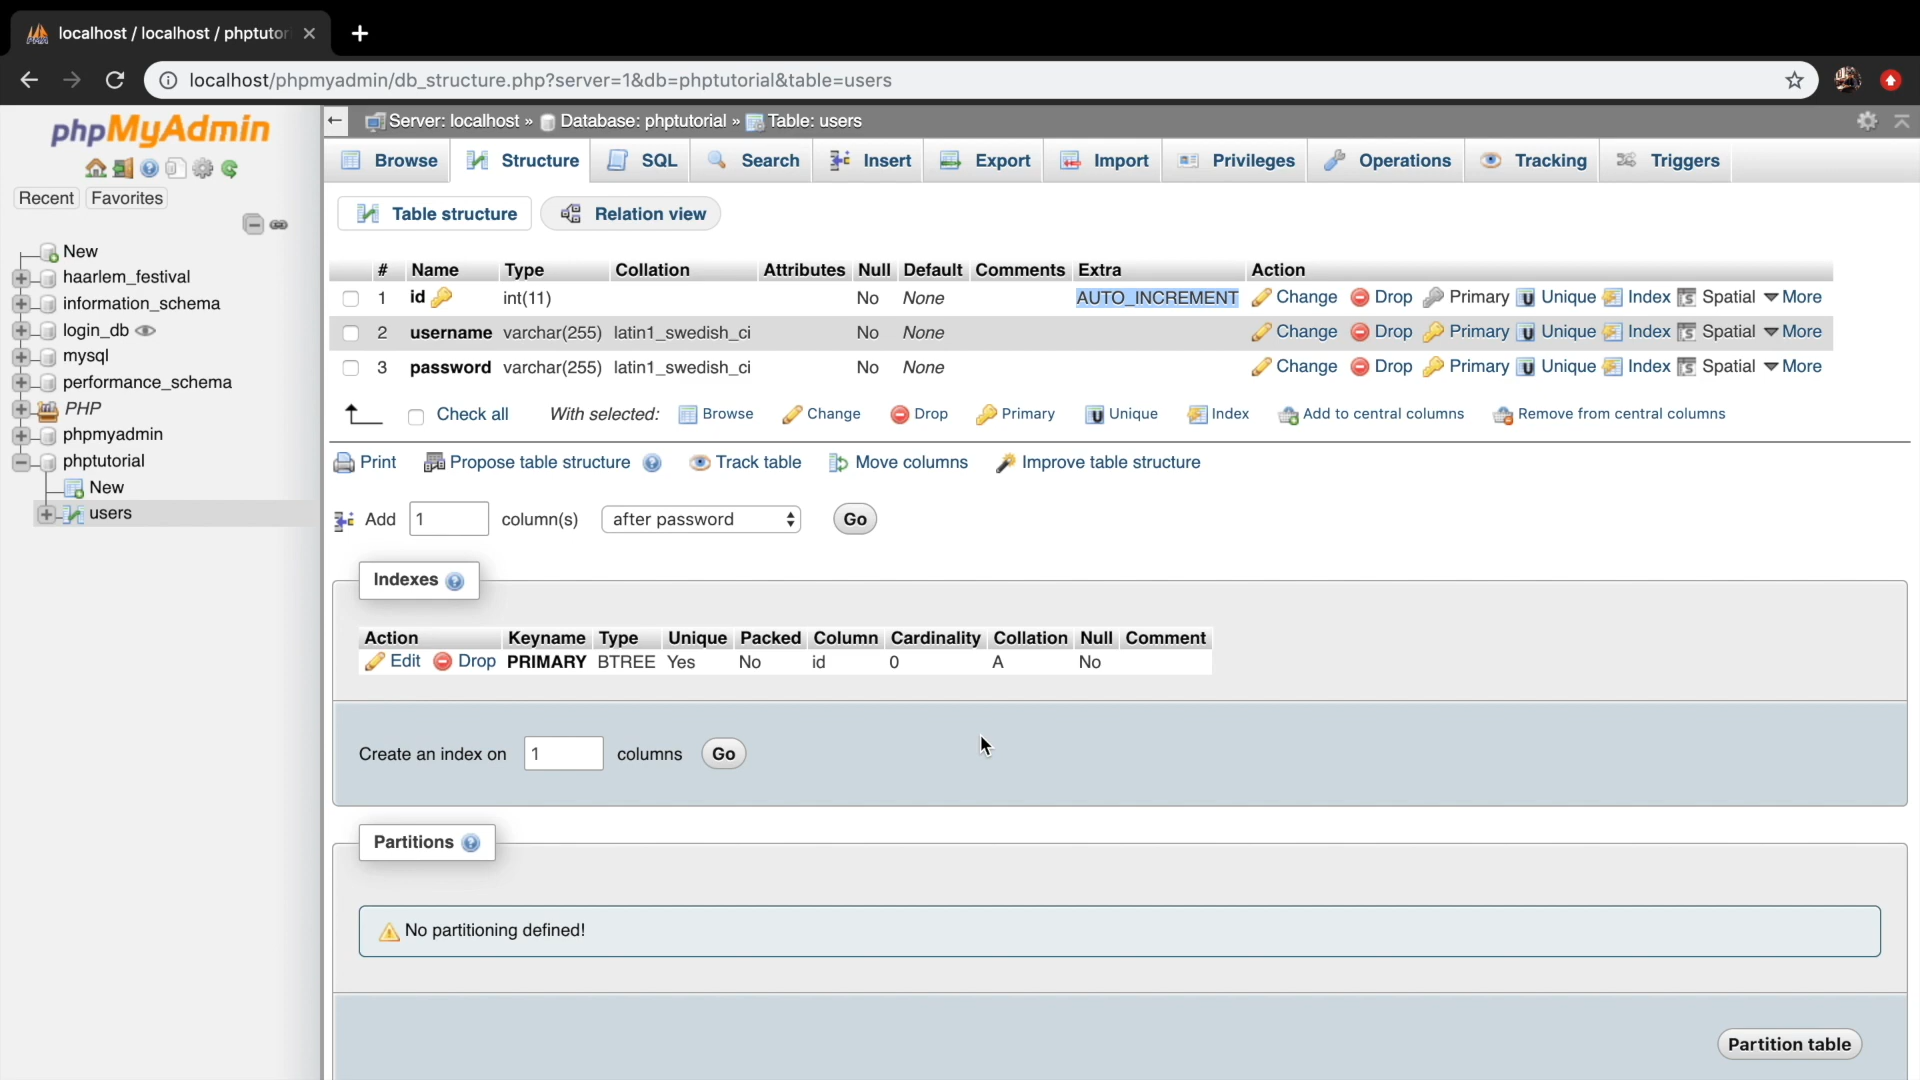 localhost / localhost / phptutor
localhost/phpmyadmin/db_structure.php?server=1&db=phptutorial&table=users
phpMyAdmin
Recent Favorites
New
haarlem_festival
information_schema
login_db
mysql
performance_schema
PHP
phpmyadmin
phptutorial
New
users
Server: localhost » Database: phptutorial » Table: users
Browse Structure SQL Search Insert Export Import Privileges Operations Tracking Triggers
Table structure Relation view
# Name Type Collation Attributes Null Default Comments Extra Action
1 id int(11) No None AUTO_INCREMENT Change Drop Primary Unique Index Spatial More
2 username varchar(255) latin1_swedish_ci No None Change Drop Primary Unique Index Spatial More
3 password varchar(255) latin1_swedish_ci No None Change Drop Primary Unique Index Spatial More
Check all With selected: Browse Change Drop Primary Unique Index Add to central columns Remove from central columns
Print Propose table structure Track table Move columns Improve table structure
Add 1 column(s) after password Go
Indexes
Action Keyname Type Unique Packed Column Cardinality Collation Null Comment
Edit Drop PRIMARY BTREE Yes No id 0 A No
Create an index on 1 columns Go
Partitions
No partitioning defined!
Partition table